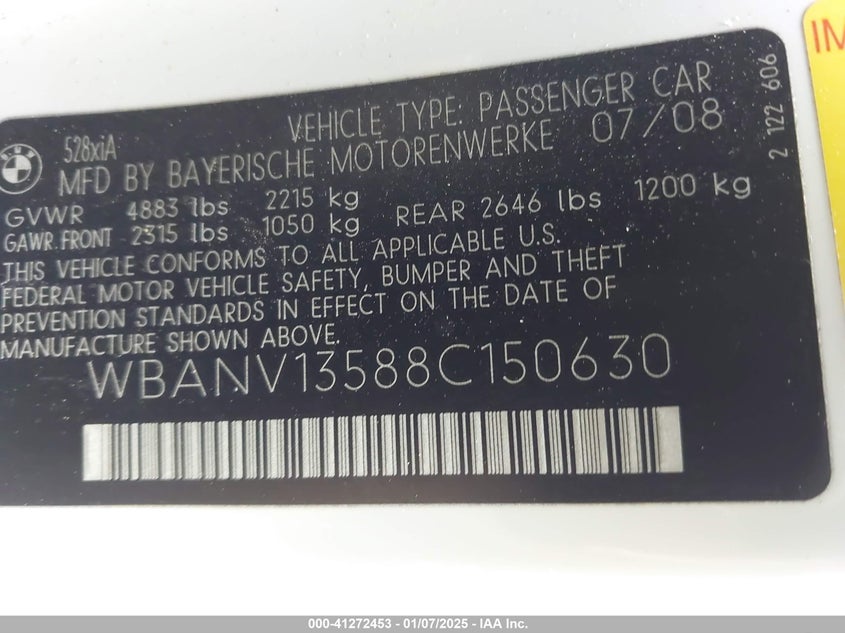 BMW
528xiA
VEHICLE TYPE: PASSENGER CAR
MFD BY BAYERISCHE MOTORENWERKE 07/08
GVWR 4883 lbs 2215 kg
GAWR.FRONT 2315 lbs 1050 kg REAR 2646 lbs 1200 kg
THIS VEHICLE CONFORMS TO ALL APPLICABLE U.S.
FEDERAL MOTOR VEHICLE SAFETY, BUMPER AND THEFT
PREVENTION STANDARDS IN EFFECT ON THE DATE OF
MANUFACTURE SHOWN ABOVE.
WBANV13588C150630
2 122 606
IM
000-41272453 - 01/07/2025 - IAA Inc.